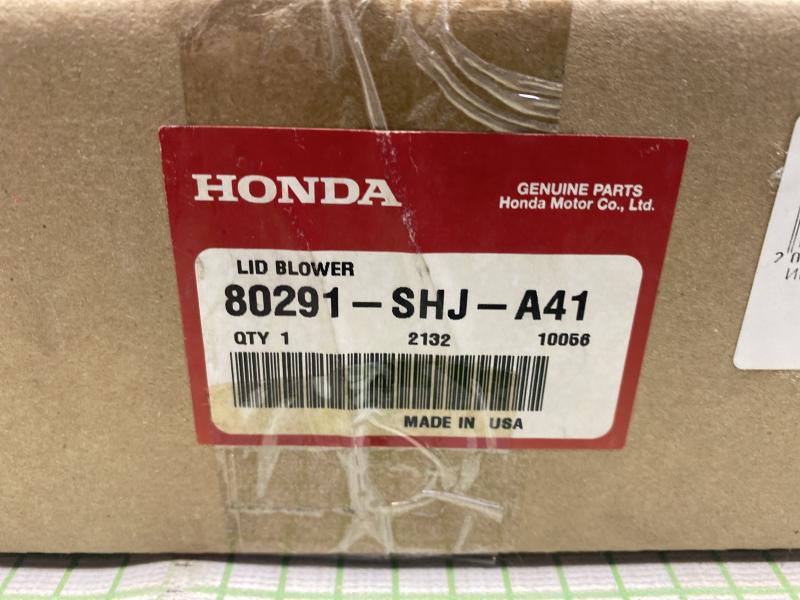 HONDA
GENUINE PARTS
Honda Motor Co., Ltd.
LID BLOWER
80291-SHJ-A41
QTY 1 2132 10056
MADE IN USA